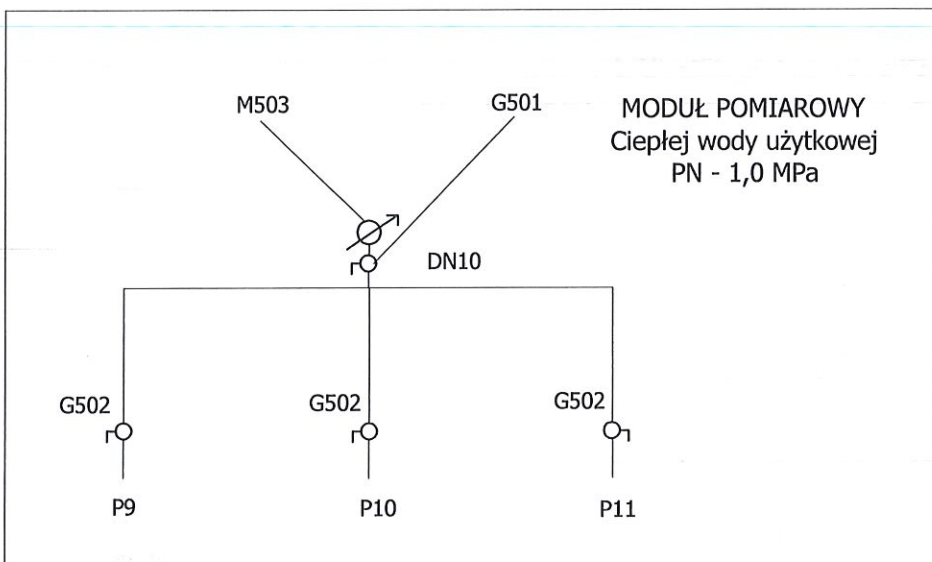 M503
G501
MODUŁ POMIAROWY
Ciepłej wody użytkowej
PN - 1,0 MPa
DN10
G502
G502
G502
P9
P10
P11